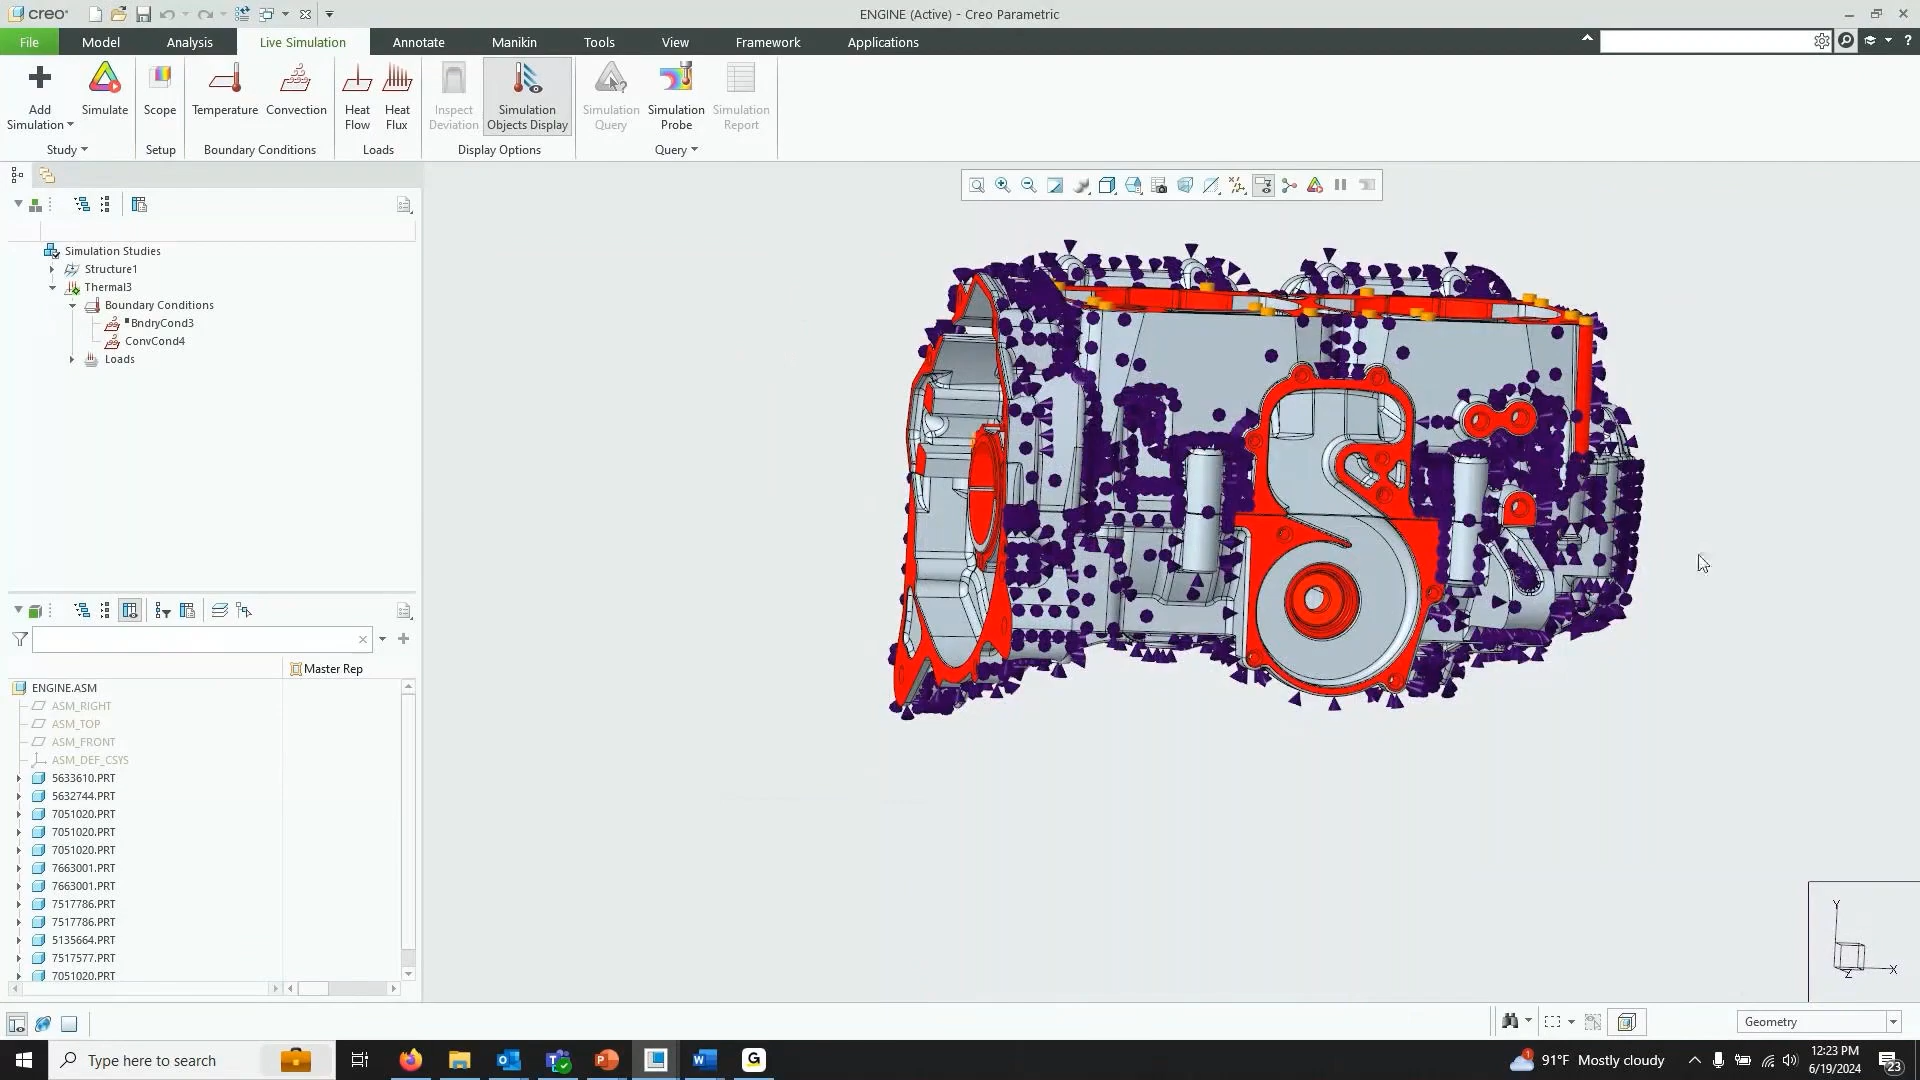 creo
ENGINE (Active) - Creo Parametric
File Model Analysis Live Simulation Annotate Manikin Tools View Framework Applications
Add Simulation
Simulate
Scope
Temperature
Convection
Heat Flow
Heat Flux
Inspect Deviation
Simulation Objects Display
Simulation Query
Simulation Probe
Simulation Report
Study
Setup
Boundary Conditions
Loads
Display Options
Query
Simulation Studies
Structure1
Thermal3
Boundary Conditions
BndryCond3
ConvCond4
Loads
Master Rep
ENGINE.ASM
ASM_RIGHT
ASM_TOP
ASM_FRONT
ASM_DEF_CSYS
5633610.PRT
5632744.PRT
7051020.PRT
7051020.PRT
7051020.PRT
7663001.PRT
7663001.PRT
7517786.PRT
7517786.PRT
5135664.PRT
7517577.PRT
7051020.PRT
Y
X
Z
Geometry
Type here to search
G
1
91°F Mostly cloudy
12:23 PM
6/19/2024
23